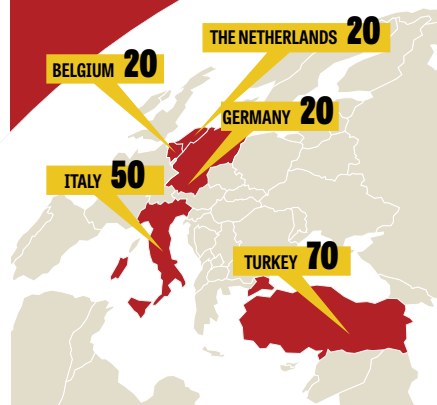 THE NETHERLANDS 20
BELGIUM 20
GERMANY 20
ITALY 50
TURKEY 70